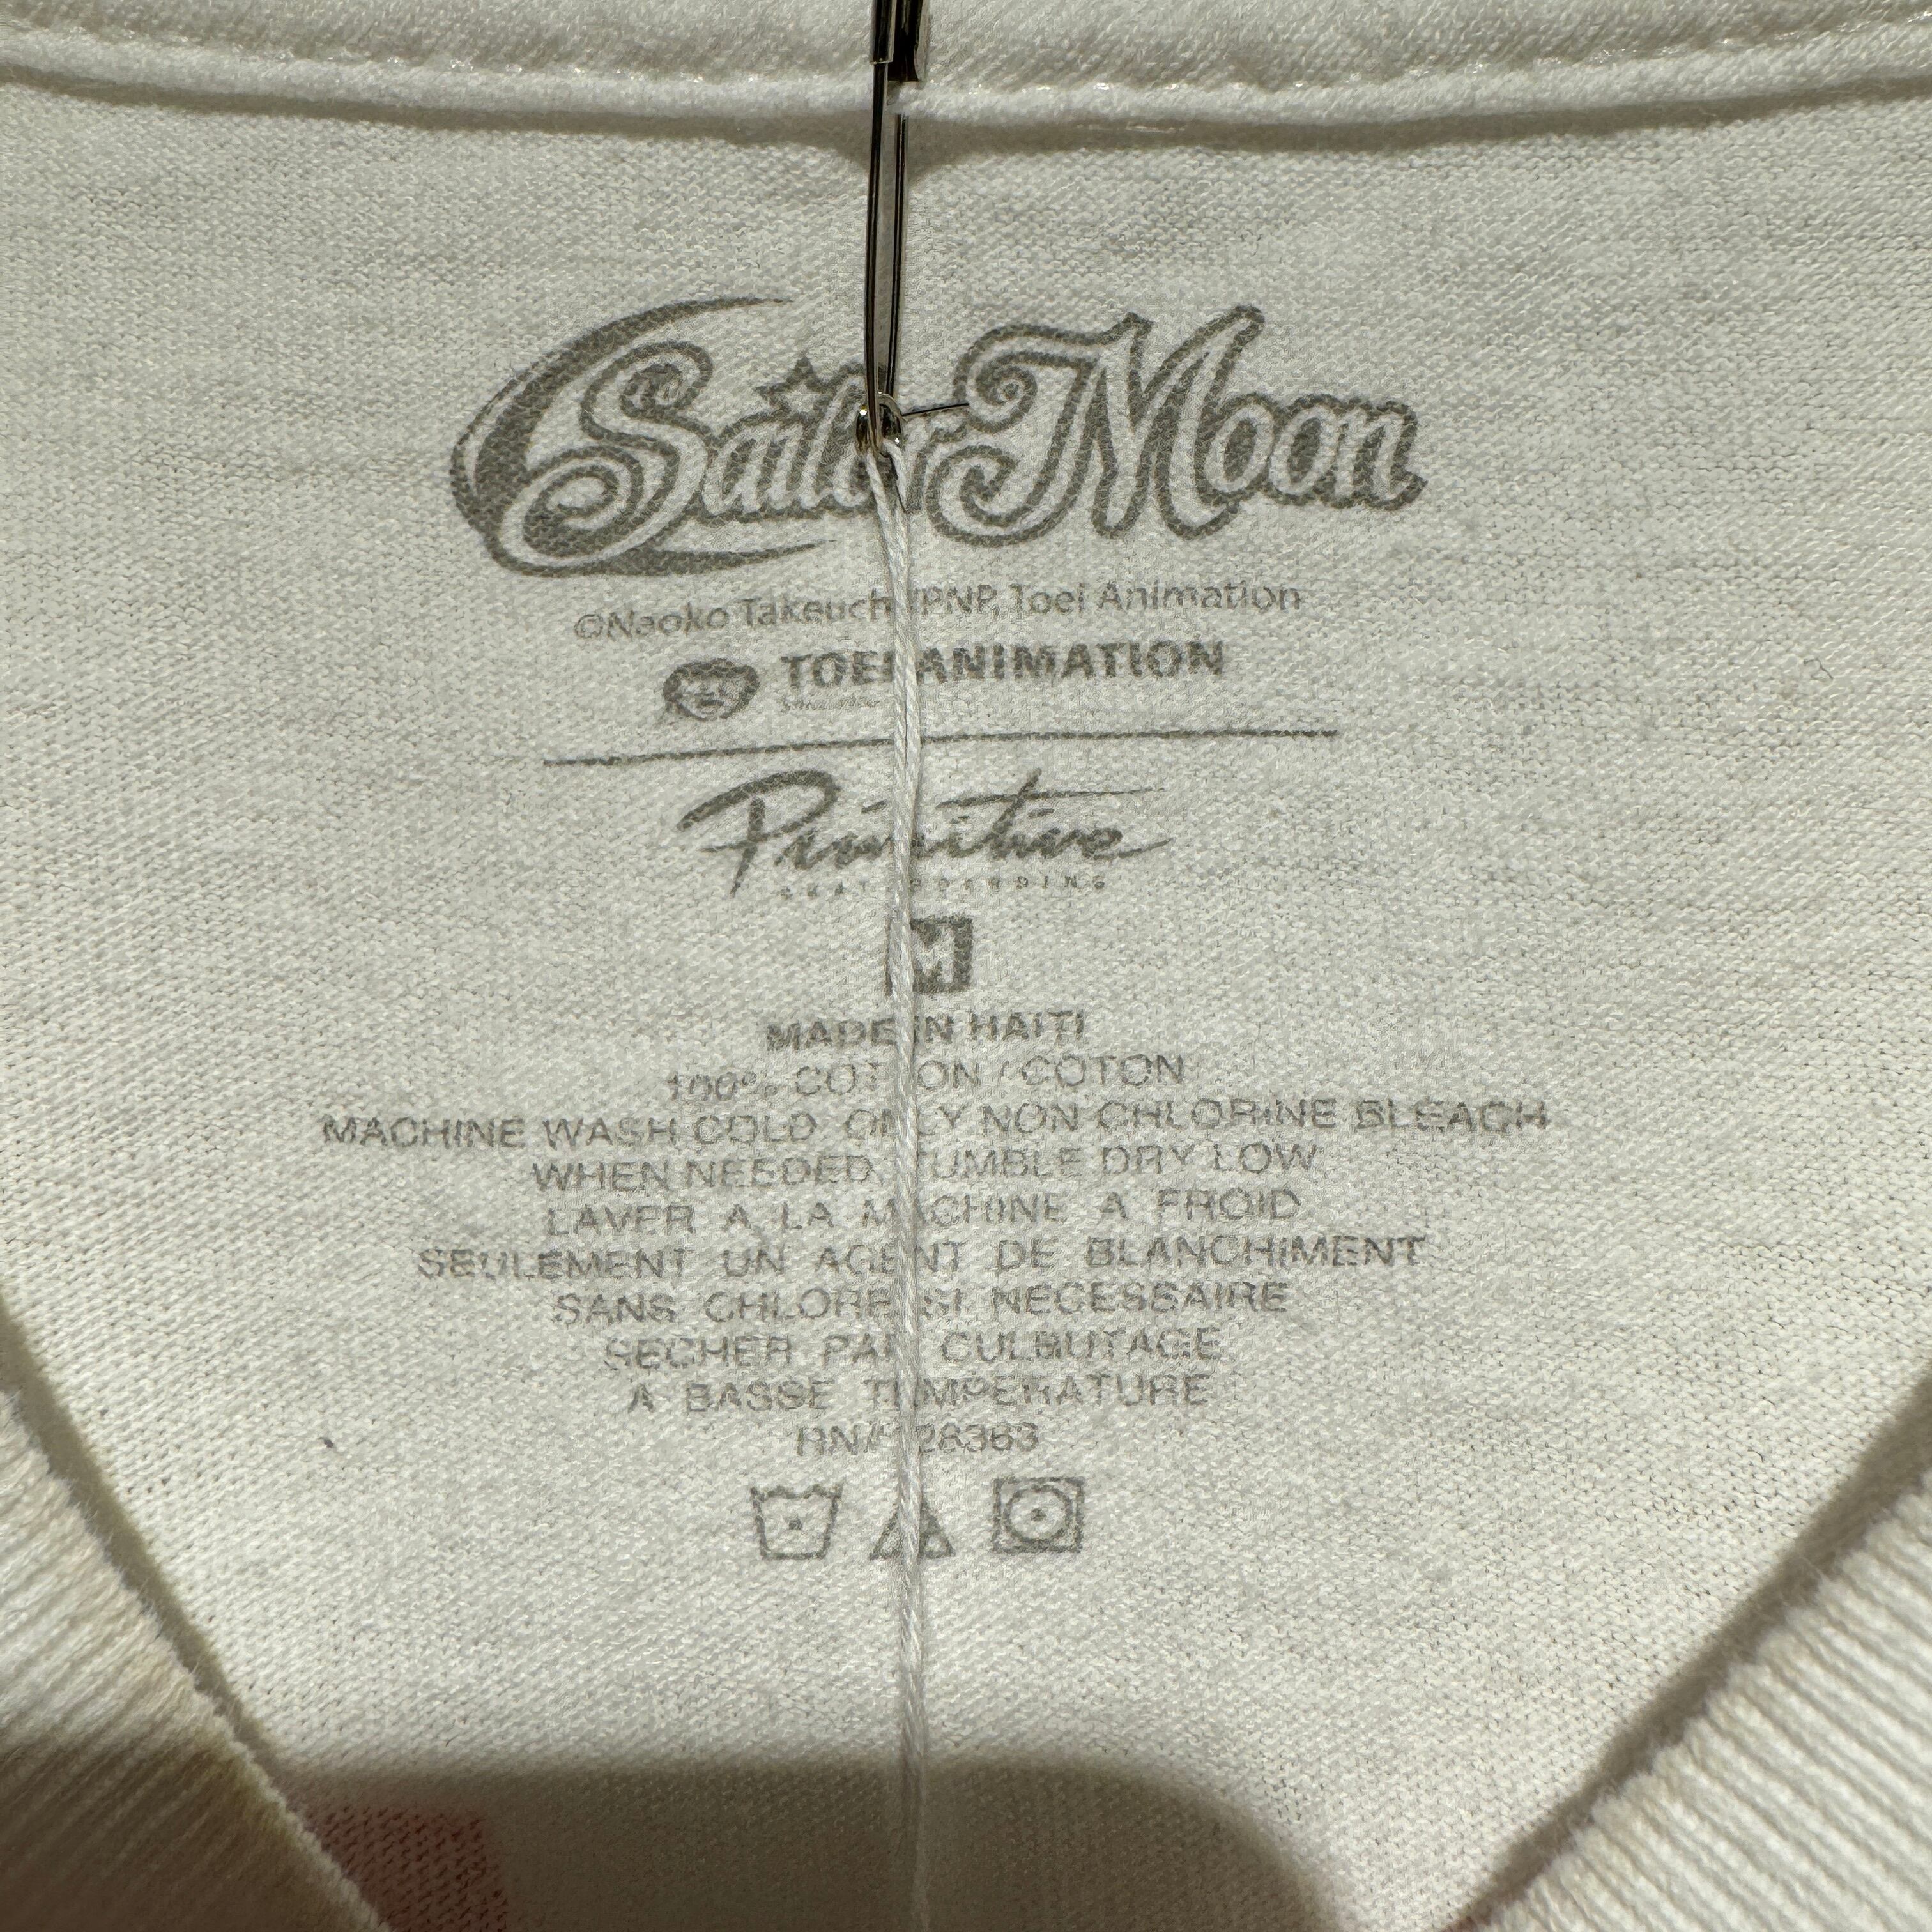 Sailor Moon
©Naoko Takeuchi/PNP, Toei Animation
TOEI ANIMATION
Primitive
SKATEBOARDING
M
MADE IN HAITI
100% COTTON / COTON
MACHINE WASH COLD ONLY NON CHLORINE BLEACH
WHEN NEEDED, TUMBLE DRY LOW
LAVER A LA MACHINE A FROID
SEULEMENT UN AGENT DE BLANCHIMENT
SANS CHLORE SI NECESSAIRE
SECHER PAR CULBUTAGE
A BASSE TEMPERATURE